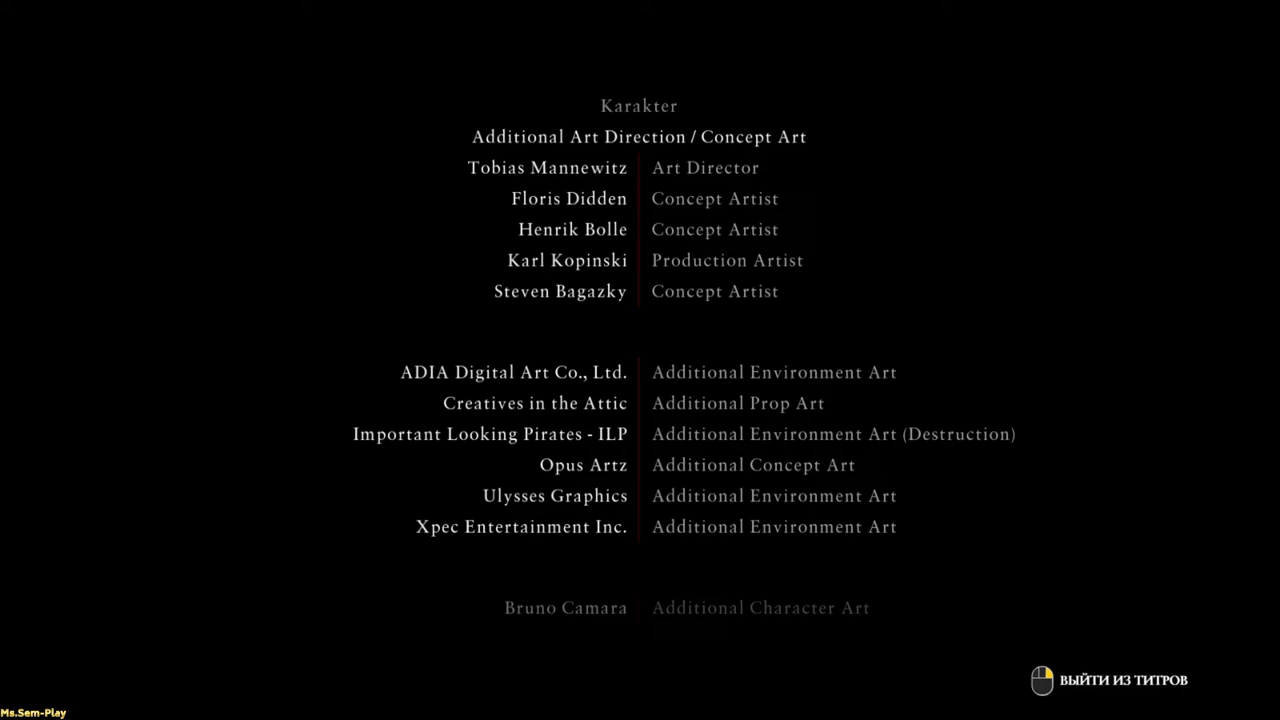 Karakter
Additional Art Direction / Concept Art
Tobias Mannewitz Art Director
Floris Didden Concept Artist
Henrik Bolle Concept Artist
Karl Kopinski Production Artist
Steven Bagazky Concept Artist
ADIA Digital Art Co., Ltd. Additional Environment Art
Creatives in the Attic Additional Prop Art
Important Looking Pirates - ILP Additional Environment Art (Destruction)
Opus Artz Additional Concept Art
Ulysses Graphics Additional Environment Art
Xpec Entertainment Inc. Additional Environment Art
Bruno Camara Additional Character Art
ВЫЙТИ ИЗ ТИТРОВ
Ms.Sem-Play